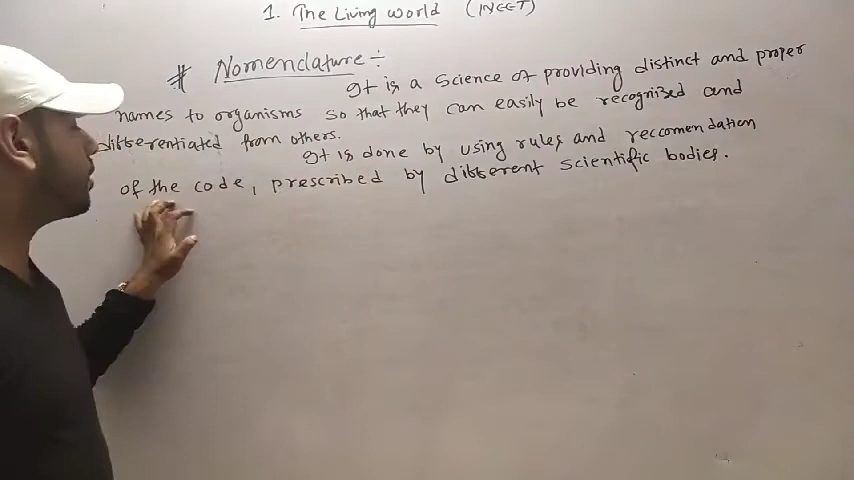 1. The Living world (NCET)
# Nomenclature ÷
It is a Science of providing distinct and proper
names to organisms so that they can easily be recognised and
differentiated from others.
It is done by using rules and reccomendation
of the code, prescribed by different scientific bodies.